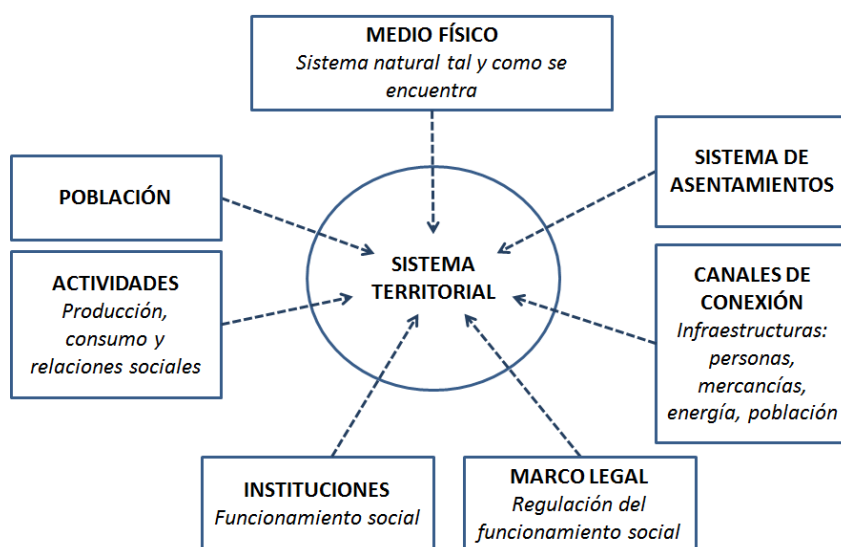 MEDIO FÍSICO
Sistema natural tal y como se
encuentra
POBLACIÓN
SISTEMA DE
ASENTAMIENTOS
SISTEMA
TERRITORIAL
ACTIVIDADES
Producción,
consumo y
relaciones sociales
CANALES DE
CONEXIÓN
Infraestructuras:
personas,
mercancías,
energía, población
INSTITUCIONES
Funcionamiento social
MARCO LEGAL
Regulación del
funcionamiento social